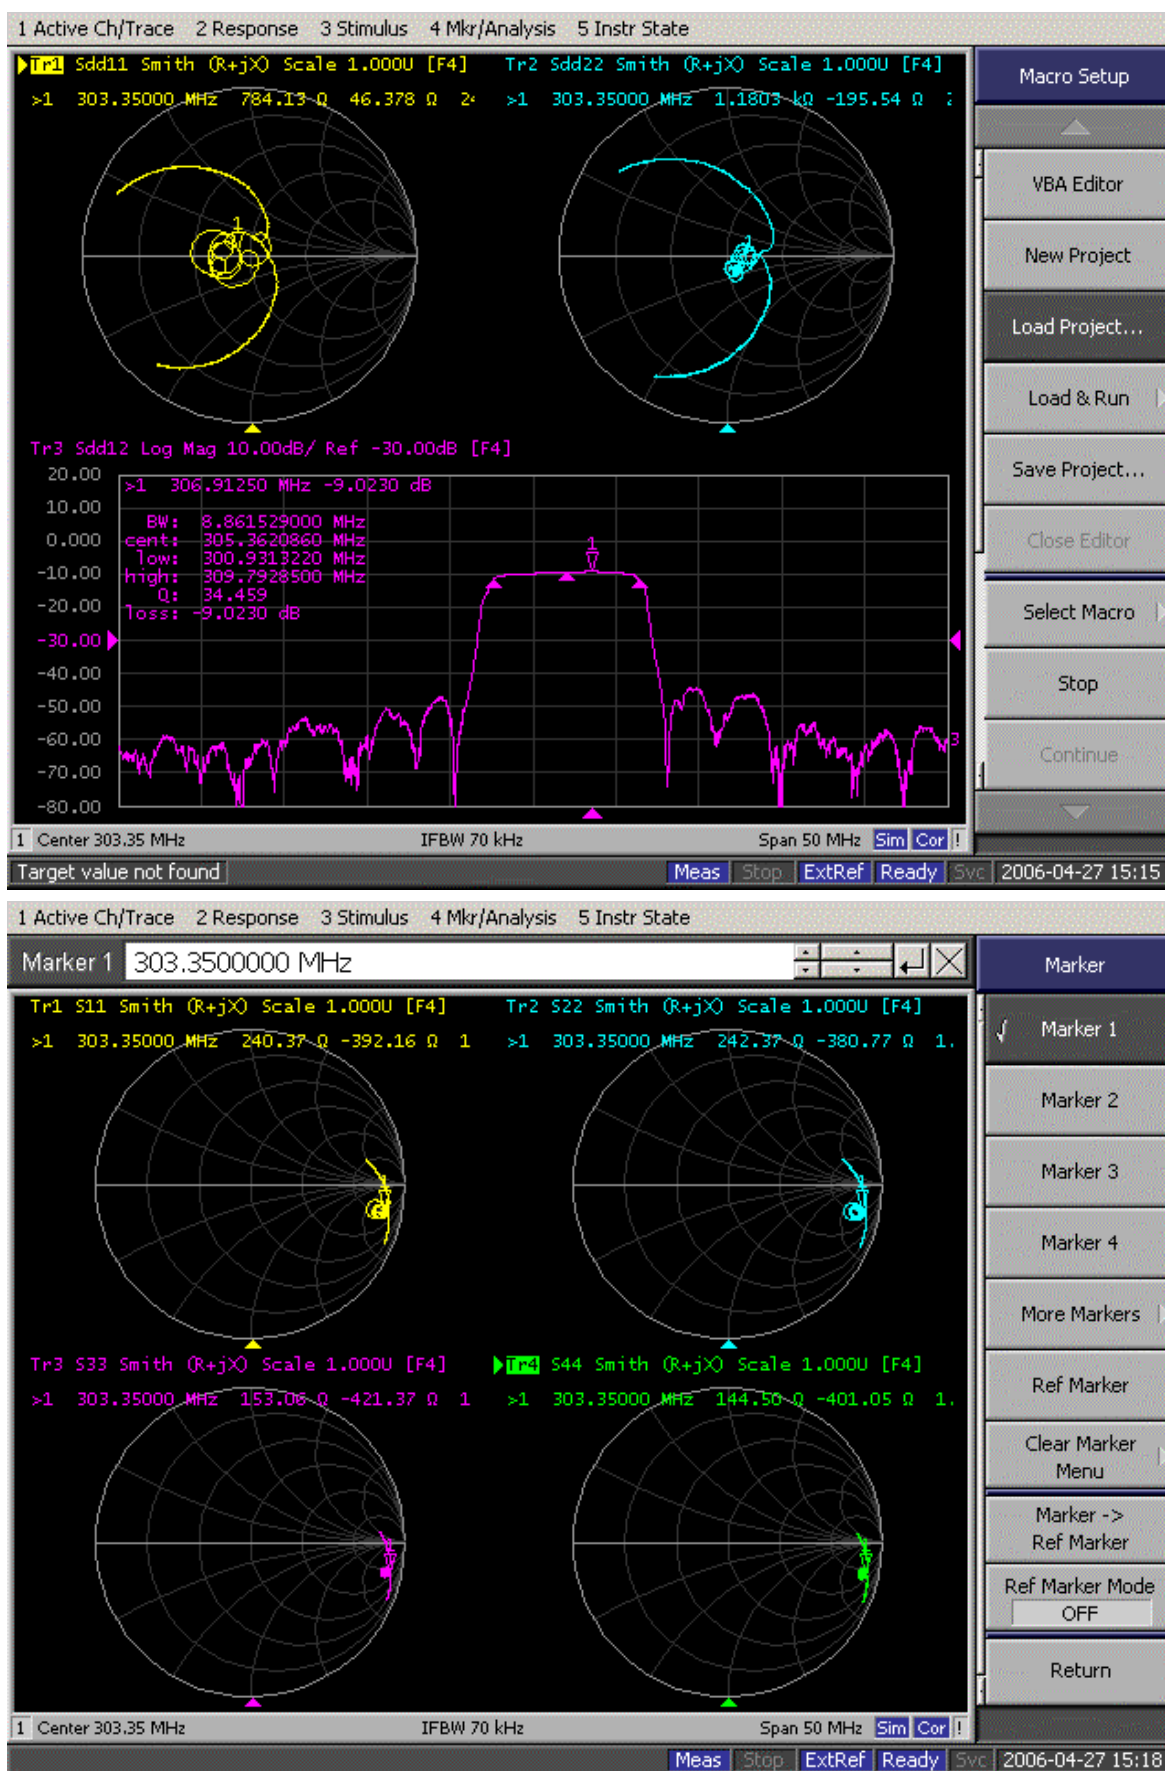 1 Active Ch/Trace 2 Response 3 Stimulus 4 Mkr/Analysis 5 Instr State
Tr1 Sdd11 Smith (R+jX) Scale 1.000U [F4]
>1 303.35000 MHz 784.13 Ω 46.378 Ω
Tr2 Sdd22 Smith (R+jX) Scale 1.000U [F4]
>1 303.35000 MHz 1.1803 kΩ -195.54 Ω
1
1
Tr3 Sdd12 Log Mag 10.00dB/ Ref -30.00dB [F4]
20.00
10.00
0.000
-10.00
-20.00
-30.00
-40.00
-50.00
-60.00
-70.00
-80.00
>1 306.91250 MHz -9.0230 dB
BW: 8.861529000 MHz
cent: 305.3620860 MHz
low: 300.9313220 MHz
high: 309.7928500 MHz
Q: 34.459
loss: -9.0230 dB
1
3
1 Center 303.35 MHz IFBW 70 kHz Span 50 MHz Sim Cor !
Target value not found Meas Stop ExtRef Ready Svc 2006-04-27 15:15
Macro Setup
VBA Editor
New Project
Load Project...
Load & Run
Save Project...
Close Editor
Select Macro
Stop
Continue
1 Active Ch/Trace 2 Response 3 Stimulus 4 Mkr/Analysis 5 Instr State
Marker 1 303.3500000 MHz
Tr1 S11 Smith (R+jX) Scale 1.000U [F4]
>1 303.35000 MHz 240.37 Ω -392.16 Ω 1
Tr2 S22 Smith (R+jX) Scale 1.000U [F4]
>1 303.35000 MHz 242.37 Ω -380.77 Ω 1.
Tr3 S33 Smith (R+jX) Scale 1.000U [F4]
>1 303.35000 MHz 153.06 Ω -421.37 Ω 1
Tr4 S44 Smith (R+jX) Scale 1.000U [F4]
>1 303.35000 MHz 144.50 Ω -401.05 Ω 1.
1 Center 303.35 MHz IFBW 70 kHz Span 50 MHz Sim Cor !
Meas Stop ExtRef Ready Svc 2006-04-27 15:18
Marker
√ Marker 1
Marker 2
Marker 3
Marker 4
More Markers
Ref Marker
Clear Marker
Menu
Marker ->
Ref Marker
Ref Marker Mode
OFF
Return